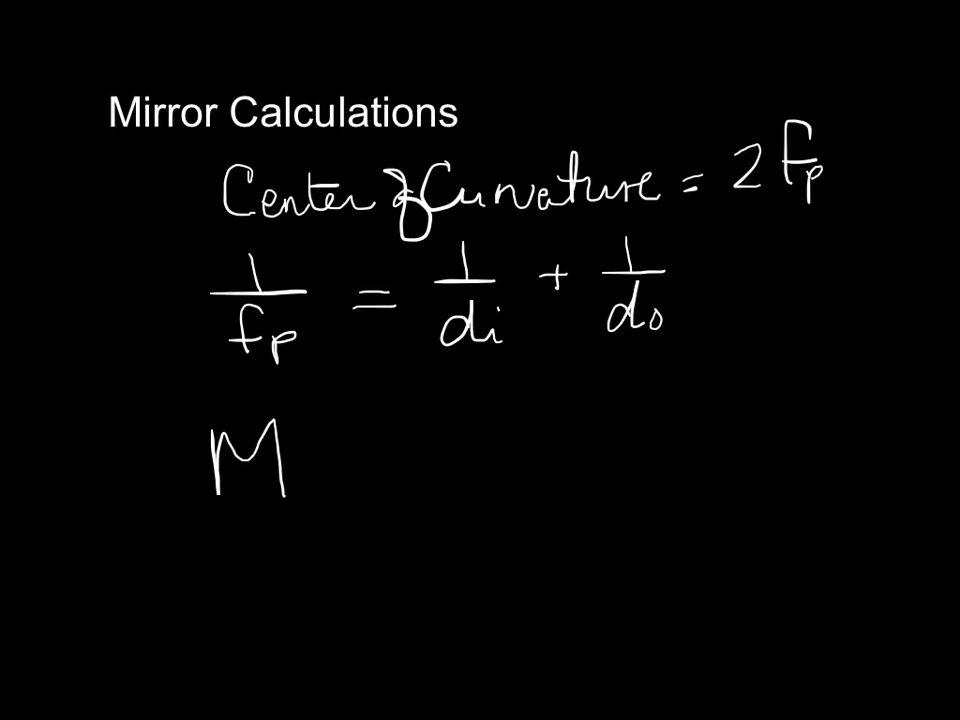 Mirror Calculations
Center of Curvature = 2 fp
1/fp = 1/di + 1/do
M